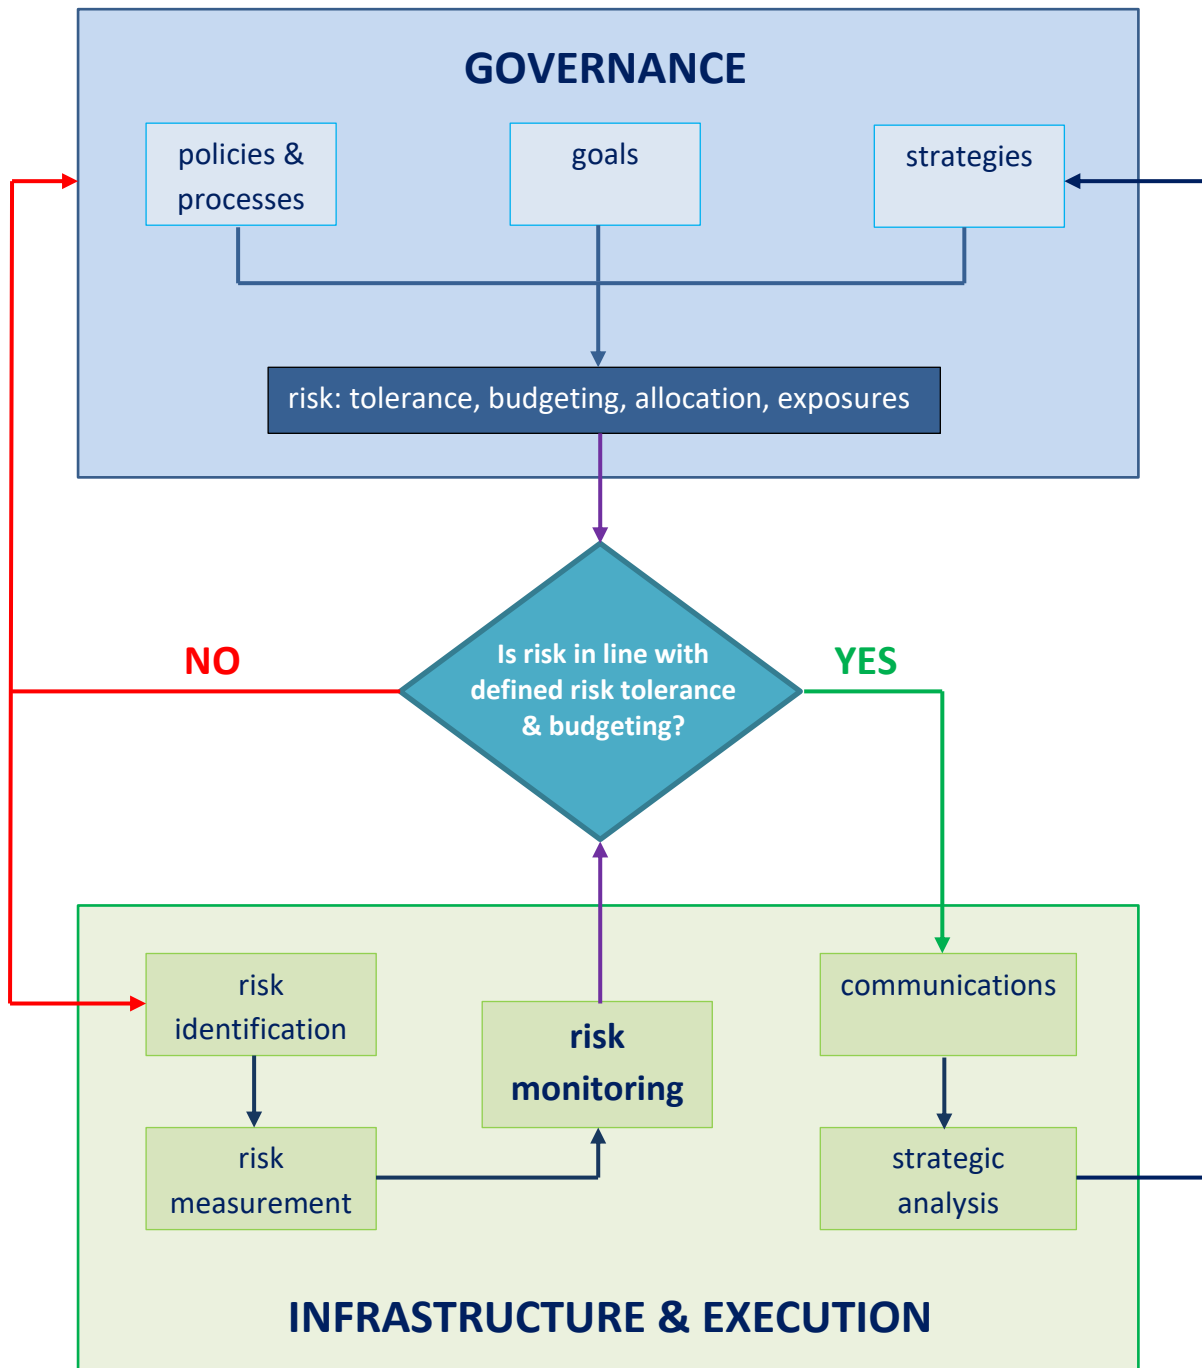 GOVERNANCE
policies &
processes
goals
strategies
risk: tolerance, budgeting, allocation, exposures
NO
Is risk in line with
defined risk tolerance
& budgeting?
YES
risk
identification
risk
monitoring
communications
risk
measurement
strategic
analysis
INFRASTRUCTURE & EXECUTION